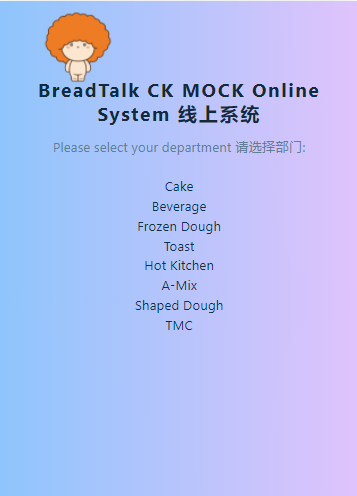 BreadTalk CK MOCK Online
System 线上系统
Please select your department 请选择部门:
Cake
Beverage
Frozen Dough
Toast
Hot Kitchen
A-Mix
Shaped Dough
TMC